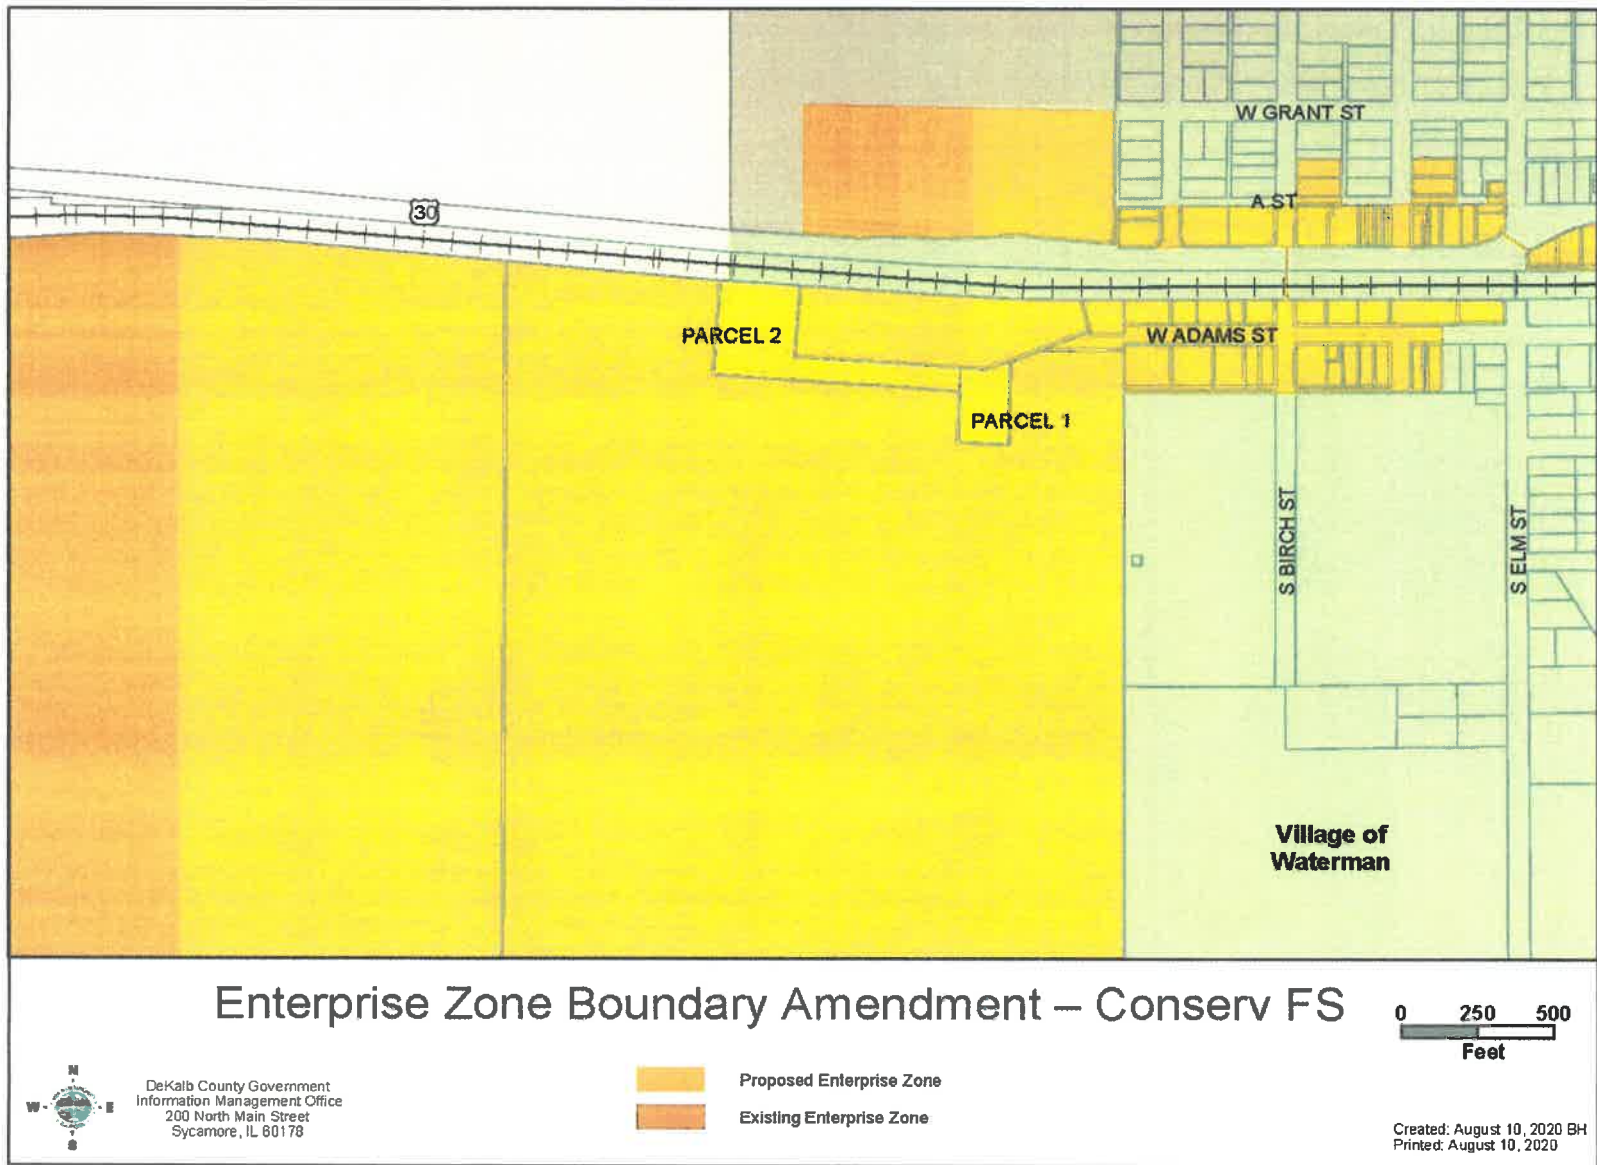 W GRANT ST
A ST
30
PARCEL 2
W ADAMS ST
PARCEL 1
S BIRCH ST
S ELM ST
Village of
Waterman
Enterprise Zone Boundary Amendment – Conserv FS
0 250 500
Feet
N
W E
S
DeKalb County Government
Information Management Office
200 North Main Street
Sycamore, IL 60178
Proposed Enterprise Zone
Existing Enterprise Zone
Created: August 10, 2020 BH
Printed: August 10, 2020